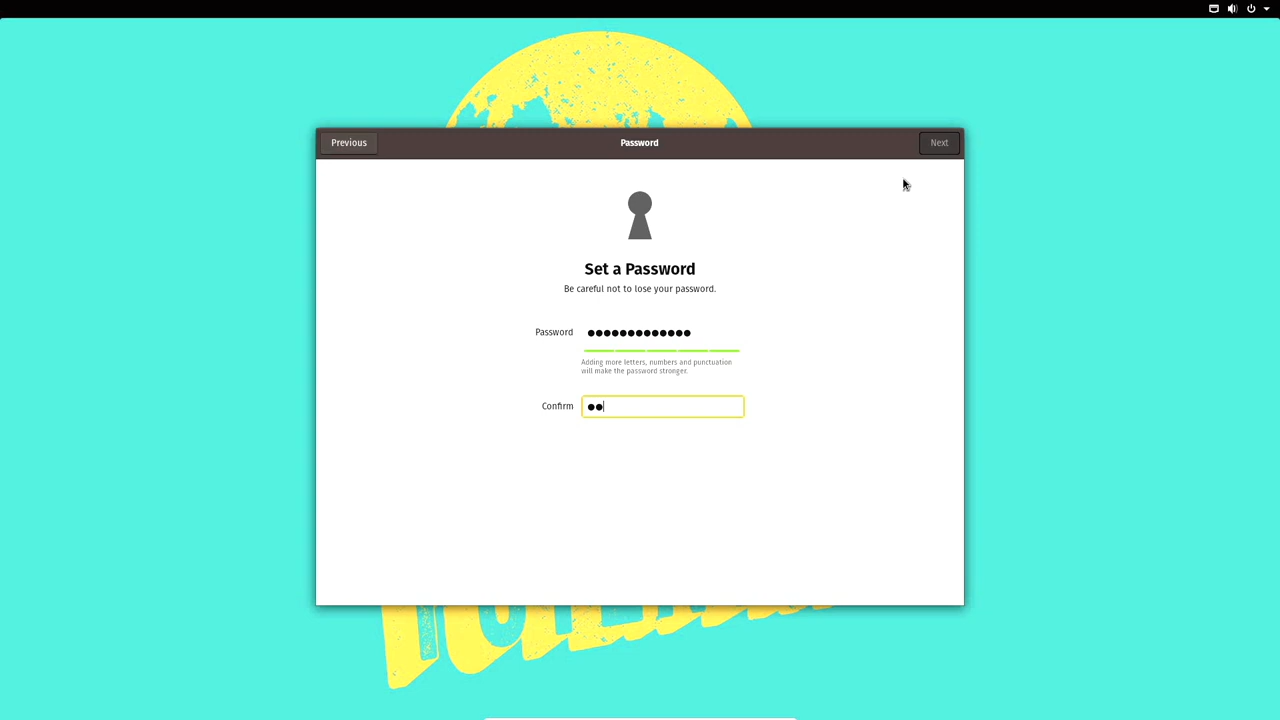 Previous
Password
Next
Set a Password
Be careful not to lose your password.
Password
Adding more letters, numbers and punctuation
will make the password stronger.
Confirm